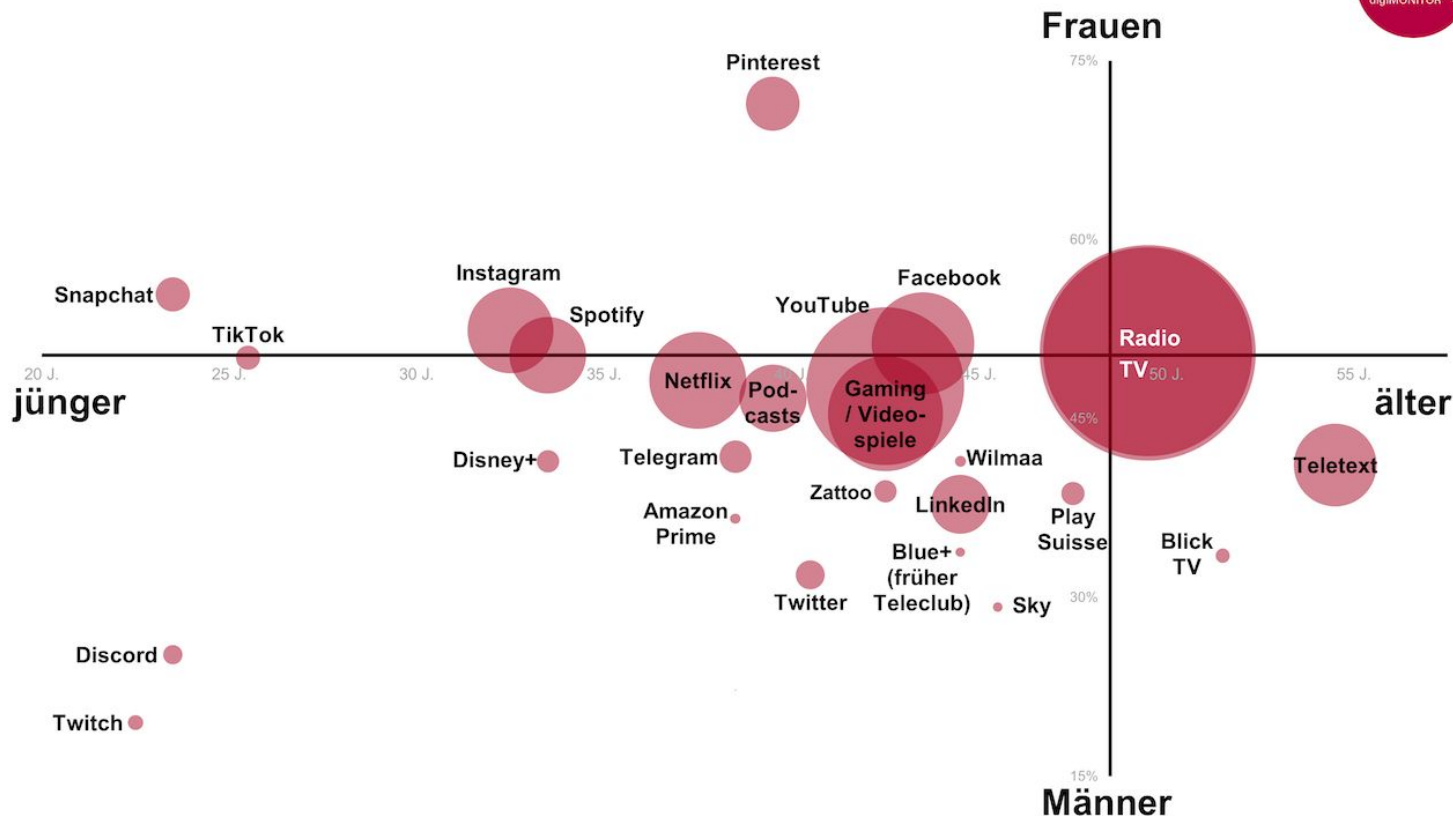 digiMONITOR
Frauen
75%
Pinterest
60%
Instagram
Facebook
Snapchat
Spotify
YouTube
TikTok
Radio
TV
20 J.
25 J.
30 J.
35 J.
45 J.
50 J.
55 J.
jünger
älter
Netflix
Pod-
casts
Gaming
/ Video-
spiele
45%
Disney+
Telegram
Wilmaa
Teletext
Zattoo
LinkedIn
Amazon
Prime
Play
Suisse
Blick
TV
Blue+
(früher
Teleclub)
30%
Twitter
Sky
Discord
Twitch
15%
Männer